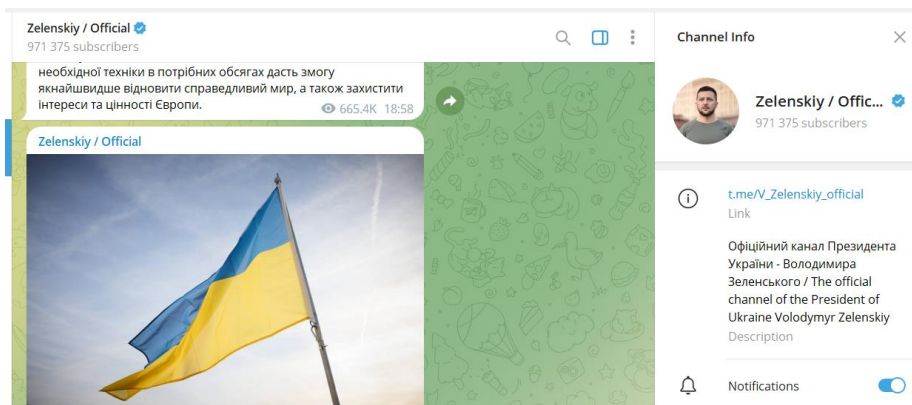 Zelenskiy / Official
971 375 subscribers
необхідної техніки в потрібних обсягах дасть змогу
якнайшвидше відновити справедливий мир, а також захистити
інтереси та цінності Європи.
665.4K 18:58
Zelenskiy / Official
Channel Info
Zelenskiy / Offic...
971 375 subscribers
t.me/V_Zelenskiy_official
Link
Офіційний канал Президента
України - Володимира
Зеленського / The official
channel of the President of
Ukraine Volodymyr Zelenskiy
Description
Notifications